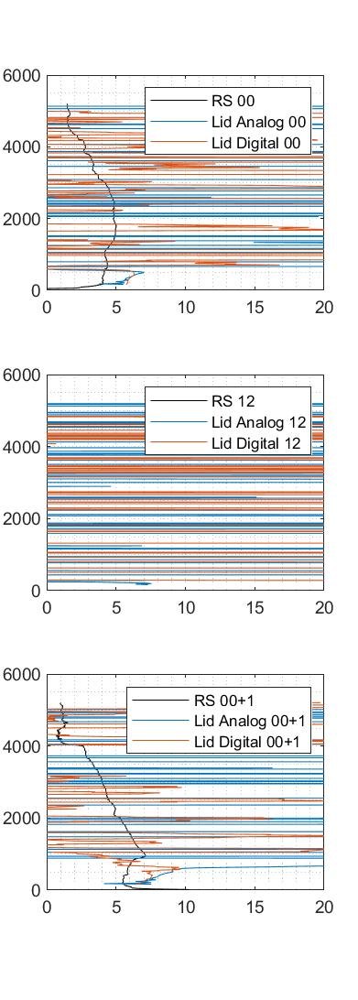 6000
4000
2000
0
RS 00
Lid Analog 00
Lid Digital 00
0 5 10 15 20
6000
4000
2000
0
RS 12
Lid Analog 12
Lid Digital 12
0 5 10 15 20
6000
4000
2000
0
RS 00+1
Lid Analog 00+1
Lid Digital 00+1
0 5 10 15 20